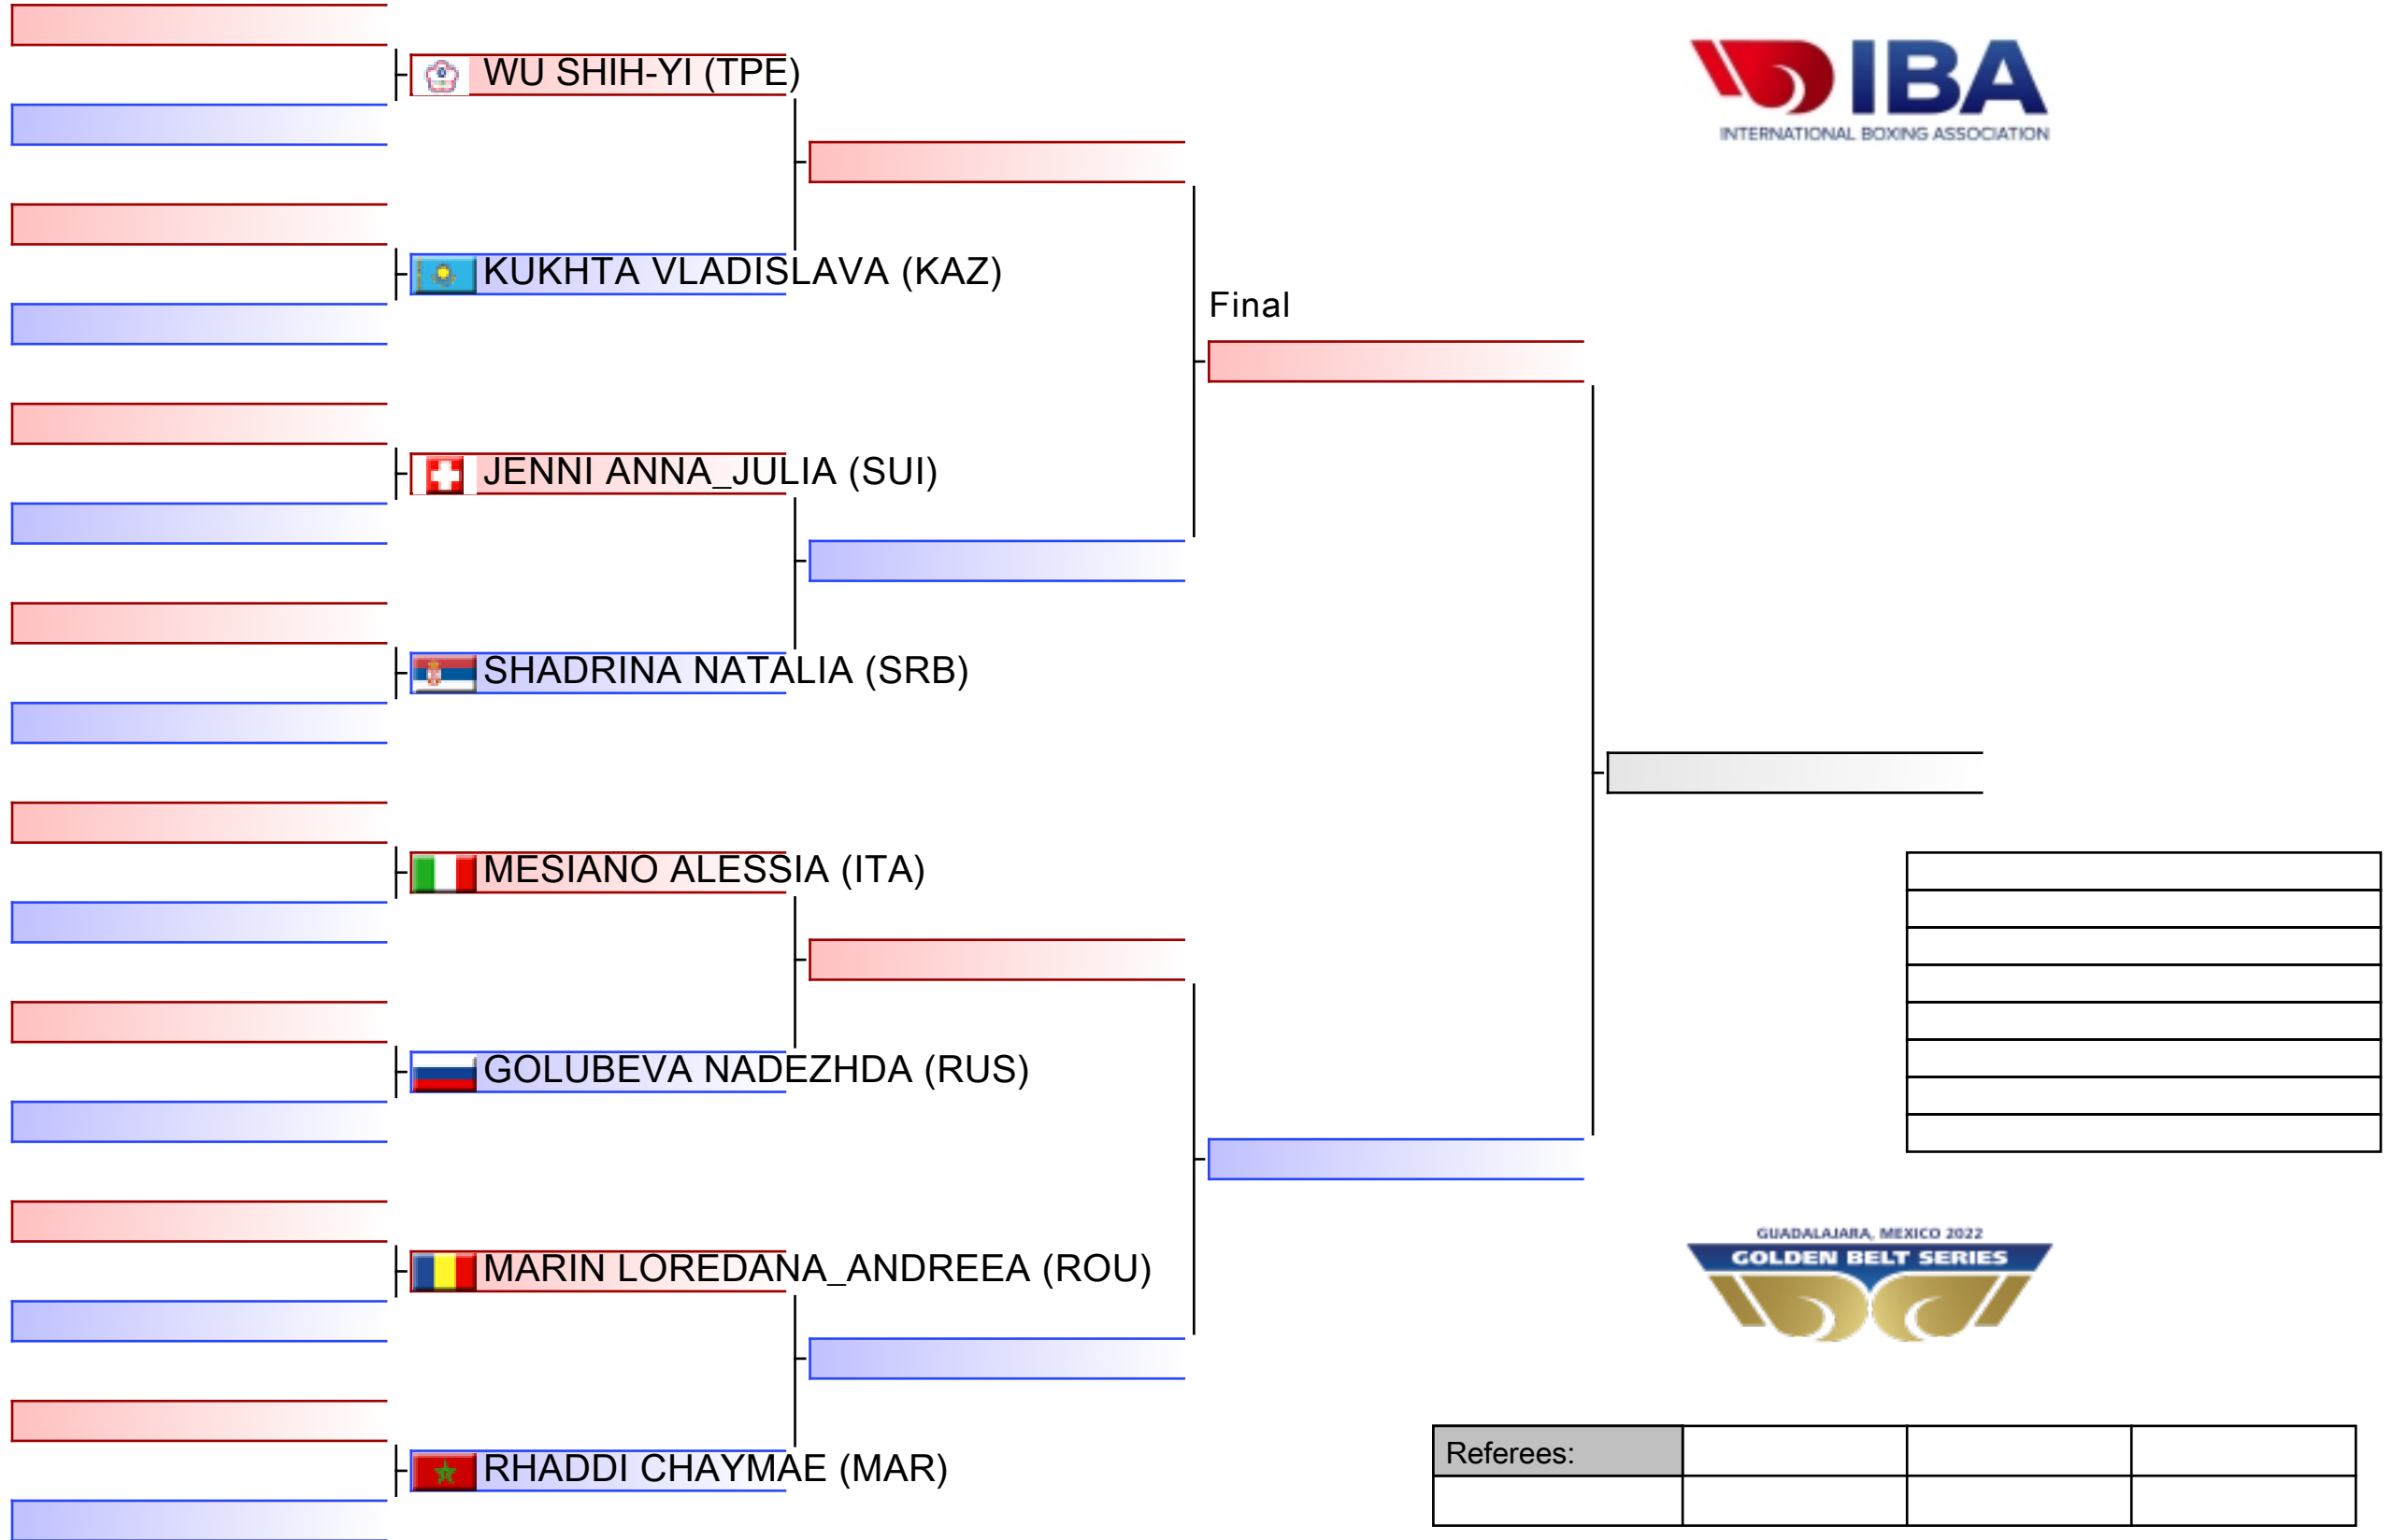 IBA
INTERNATIONAL BOXING ASSOCIATION
WU SHIH-YI (TPE)
KUKHTA VLADISLAVA (KAZ)
Final
JENNI ANNA_JULIA (SUI)
SHADRINA NATALIA (SRB)
MESIANO ALESSIA (ITA)
GOLUBEVA NADEZHDA (RUS)
MARIN LOREDANA_ANDREEA (ROU)
RHADDI CHAYMAE (MAR)
GUADALAJARA, MEXICO 2022
GOLDEN BELT SERIES
Referees: